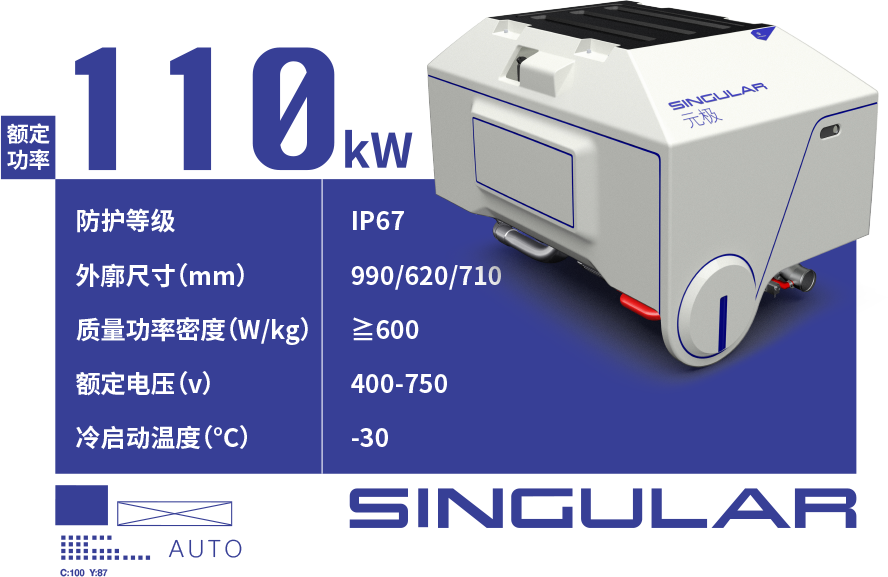 额定
功率
110kW
防护等级 IP67
外廓尺寸(mm) 990/620/710
质量功率密度(W/kg) ≧600
额定电压(v) 400-750
冷启动温度(°C) -30
SINGULAR
元极
SINGULAR
AUTO
C:100 Y:87